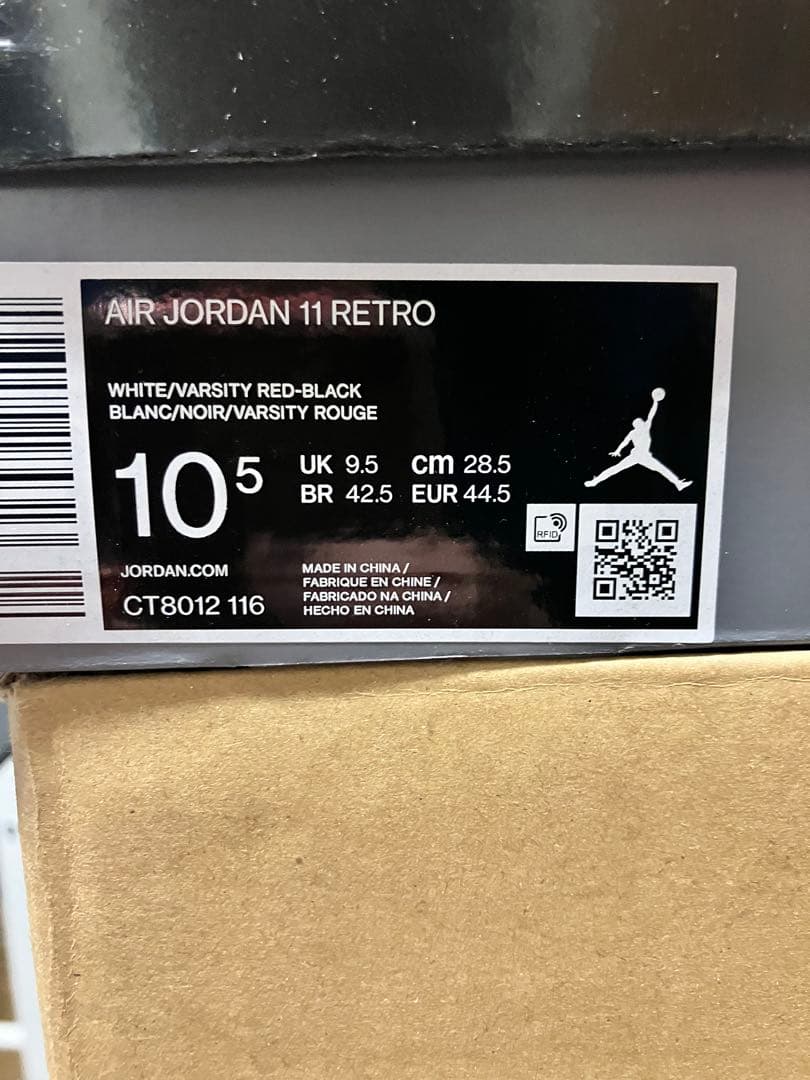 AIR JORDAN 11 RETRO
WHITE/VARSITY RED-BLACK
BLANC/NOIR/VARSITY ROUGE
10 5
UK 9.5 cm 28.5
BR 42.5 EUR 44.5
RFID
JORDAN.COM
CT8012 116
MADE IN CHINA /
FABRIQUE EN CHINE /
FABRICADO NA CHINA /
HECHO EN CHINA